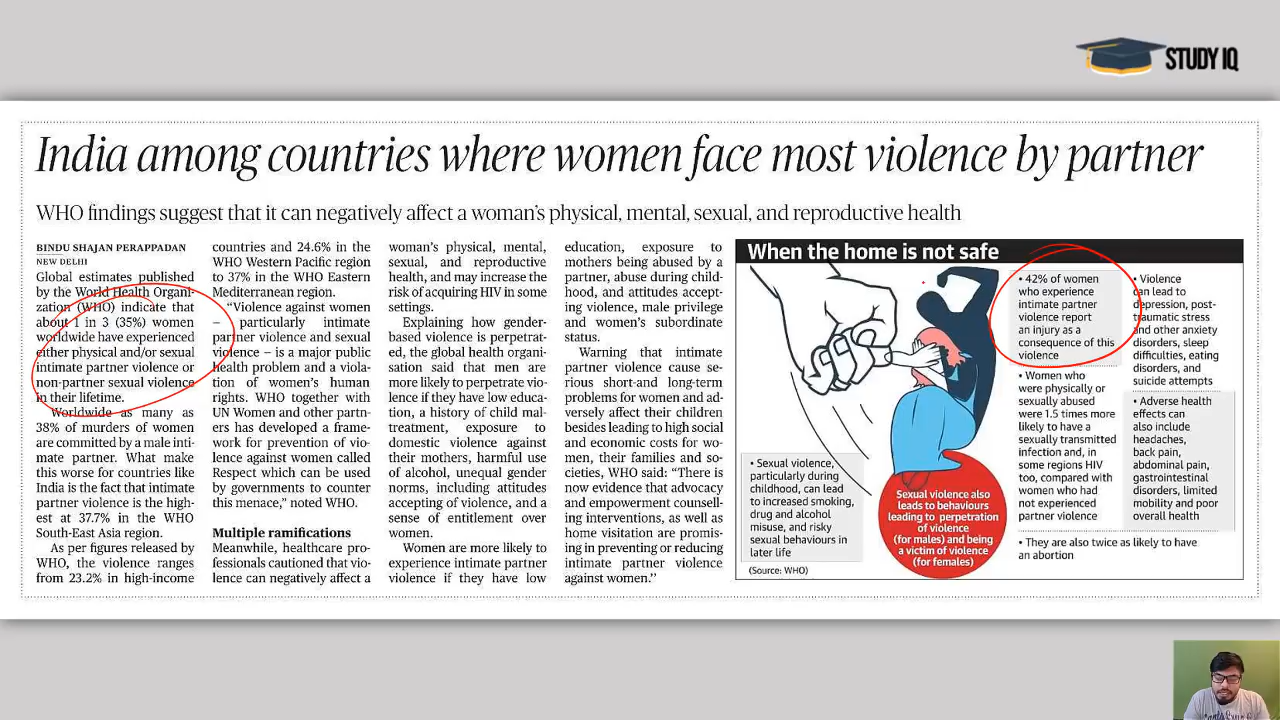 STUDY IQ
India among countries where women face most violence by partner
WHO findings suggest that it can negatively affect a woman's physical, mental, sexual, and reproductive health
BINDU SHAJAN PERAPPADAN
NEW DELHI
Global estimates published
by the World Health Organi-
zation (WHO) indicate that
about 1 in 3 (35%) women
worldwide have experienced
either physical and/or sexual
intimate partner violence or
non-partner sexual violence
in their lifetime.
Worldwide as many as
38% of murders of women
are committed by a male inti-
mate partner. What make
this worse for countries like
India is the fact that intimate
partner violence is the high-
est at 37.7% in the WHO
South-East Asia region.
As per figures released by
WHO, the violence ranges
from 23.2% in high-income
countries and 24.6% in the
WHO Western Pacific region
to 37% in the WHO Eastern
Mediterranean region.
"Violence against women
– particularly intimate
partner violence and sexual
violence – is a major public
health problem and a viola-
tion of women's human
rights. WHO together with
UN Women and other partn-
ers has developed a frame-
work for prevention of vio-
lence against women called
Respect which can be used
by governments to counter
this menace," noted WHO.
Multiple ramifications
Meanwhile, healthcare pro-
fessionals cautioned that vio-
lence can negatively affect a
woman's physical, mental,
sexual, and reproductive
health, and may increase the
risk of acquiring HIV in some
settings.
Explaining how gender-
based violence is perpetrat-
ed, the global health organi-
sation said that men are
more likely to perpetrate vio-
lence if they have low educa-
tion, a history of child mal-
treatment, exposure to
domestic violence against
their mothers, harmful use
of alcohol, unequal gender
norms, including attitudes
accepting of violence, and a
sense of entitlement over
women.
Women are more likely to
experience intimate partner
violence if they have low
education, exposure to
mothers being abused by a
partner, abuse during child-
hood, and attitudes accept-
ing violence, male privilege
and women's subordinate
status.
Warning that intimate
partner violence cause se-
rious short-and long-term
problems for women and ad-
versely affect their children
besides leading to high social
and economic costs for wo-
men, their families and so-
cieties, WHO said: "There is
now evidence that advocacy
and empowerment counsell-
ing interventions, as well as
home visitation are promis-
ing in preventing or reducing
intimate partner violence
against women."
When the home is not safe
• Sexual violence,
particularly during
childhood, can lead
to increased smoking,
drug and alcohol
misuse, and risky
sexual behaviours in
later life
(Source: WHO)
Sexual violence also
leads to behaviours
leading to perpetration
of violence
(for males) and being
a victim of violence
(for females)
• 42% of women
who experience
intimate partner
violence report
an injury as a
consequence of this
violence
• Women who
were physically or
sexually abused
were 1.5 times more
likely to have a
sexually transmitted
infection and, in
some regions HIV
too, compared with
women who had
not experienced
partner violence
• They are also twice as likely to have
an abortion
• Violence
can lead to
depression, post-
traumatic stress
and other anxiety
disorders, sleep
difficulties, eating
disorders, and
suicide attempts
• Adverse health
effects can
also include
headaches,
back pain,
abdominal pain,
gastrointestinal
disorders, limited
mobility and poor
overall health